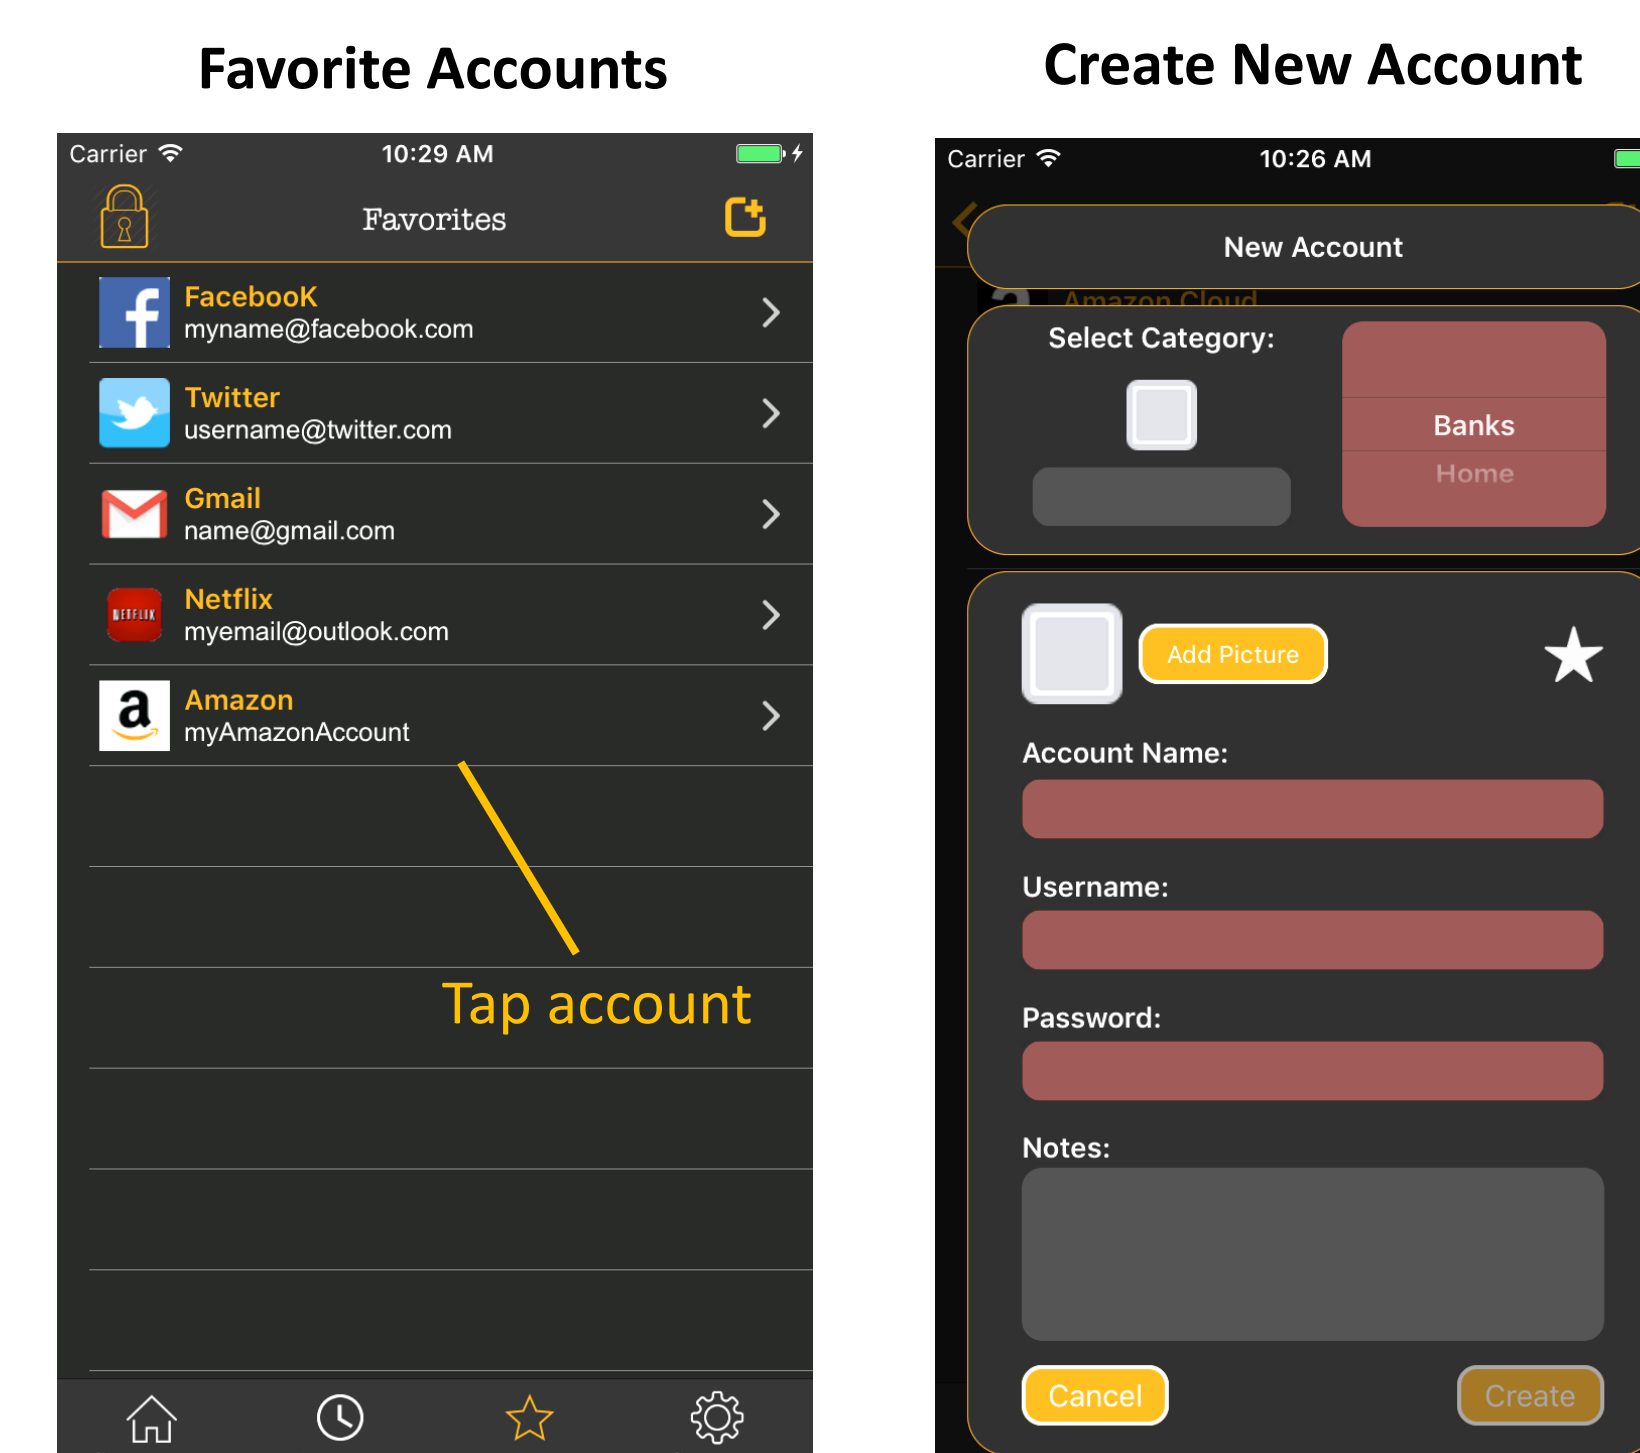 Favorite Accounts
Carrier 10:29 AM
Favorites
FacebooK
myname@facebook.com
Twitter
username@twitter.com
Gmail
name@gmail.com
NETFLIX
Netflix
myemail@outlook.com
a
Amazon
myAmazonAccount
Tap account
Create New Account
Carrier 10:26 AM
New Account
Amazon Cloud
Select Category:
Banks
Home
Add Picture
Account Name:
Username:
Password:
Notes:
Cancel
Create